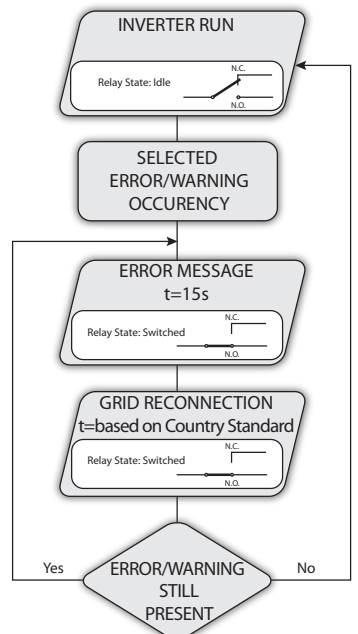 INVERTER RUN
N.C.
Relay State: Idle
N.O.
SELECTED
ERROR/WARNING
OCCURENCY
ERROR MESSAGE
t=15s
N.C.
Relay State: Switched
N.O.
GRID RECONNECTION
t=based on Country Standard
N.C.
Relay State: Switched
N.O.
Yes
No
ERROR/WARNING
STILL
PRESENT